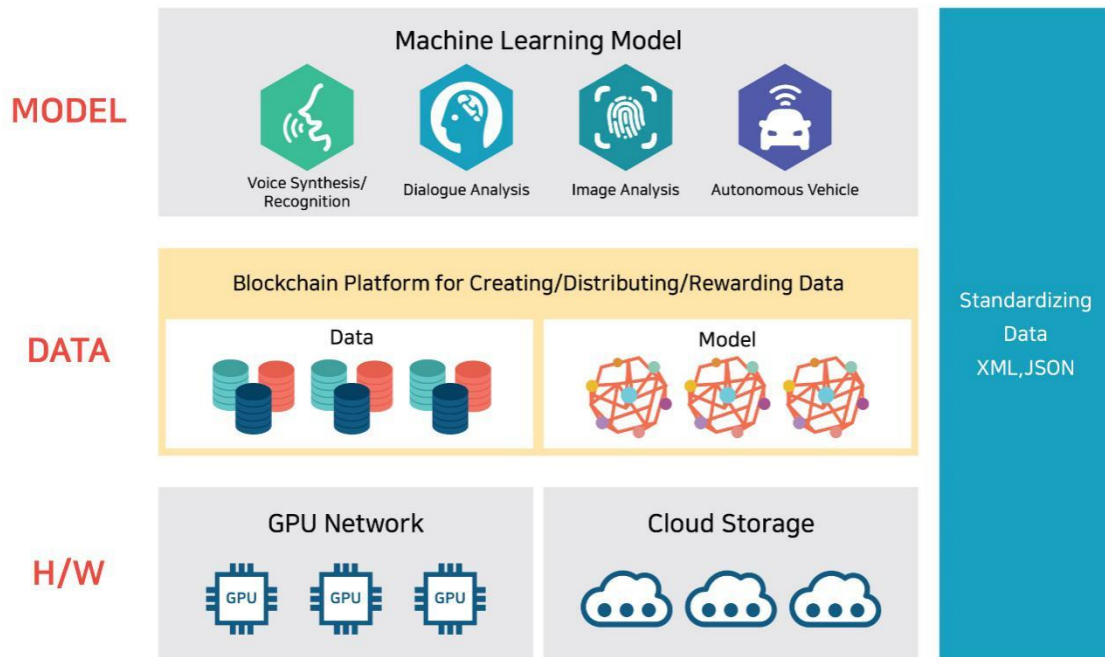 MODEL
Machine Learning Model
Voice Synthesis/
Recognition
Dialogue Analysis
Image Analysis
Autonomous Vehicle
DATA
Blockchain Platform for Creating/Distributing/Rewarding Data
Data
Model
H/W
GPU Network
GPU
GPU
GPU
Cloud Storage
Standardizing
Data
XML,JSON